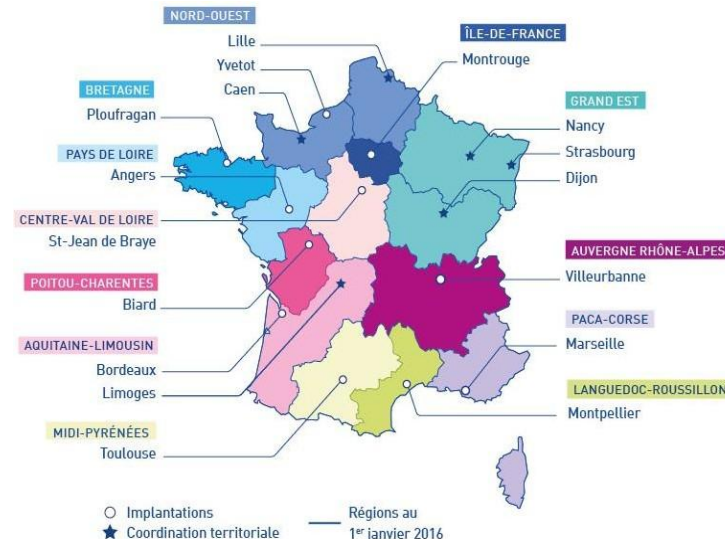 NORD-OUEST
Lille
Yvetot
Caen
BRETAGNE
Ploufragan
PAYS DE LOIRE
Angers
CENTRE-VAL DE LOIRE
St-Jean de Braye
POITOU-CHARENTES
Biard
AQUITAINE-LIMOUSIN
Bordeaux
Limoges
MIDI-PYRÉNÉES
Toulouse
ÎLE-DE-FRANCE
Montrouge
GRAND EST
Nancy
Strasbourg
Dijon
AUVERGNE RHÔNE-ALPES
Villeurbanne
PACA-CORSE
Marseille
LANGUEDOC-ROUSSILLON
Montpellier
Implantations
Coordination territoriale
Régions au
1er janvier 2016